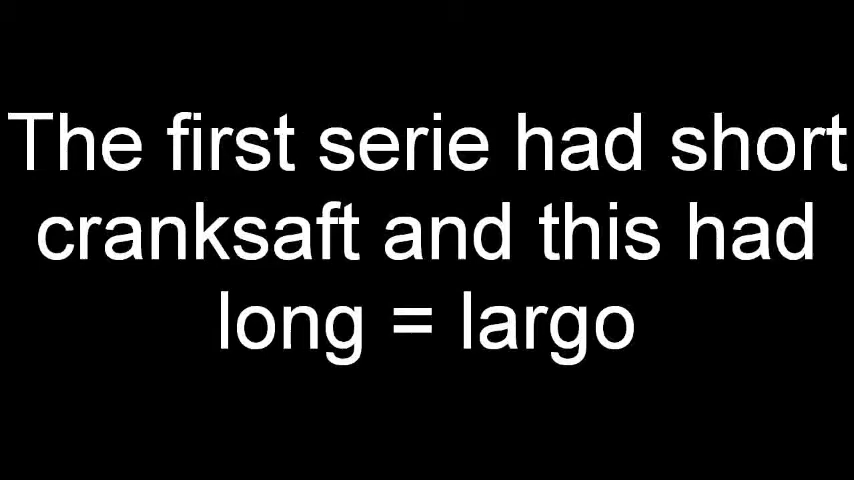 The first serie had short
cranksaft and this had
long = largo